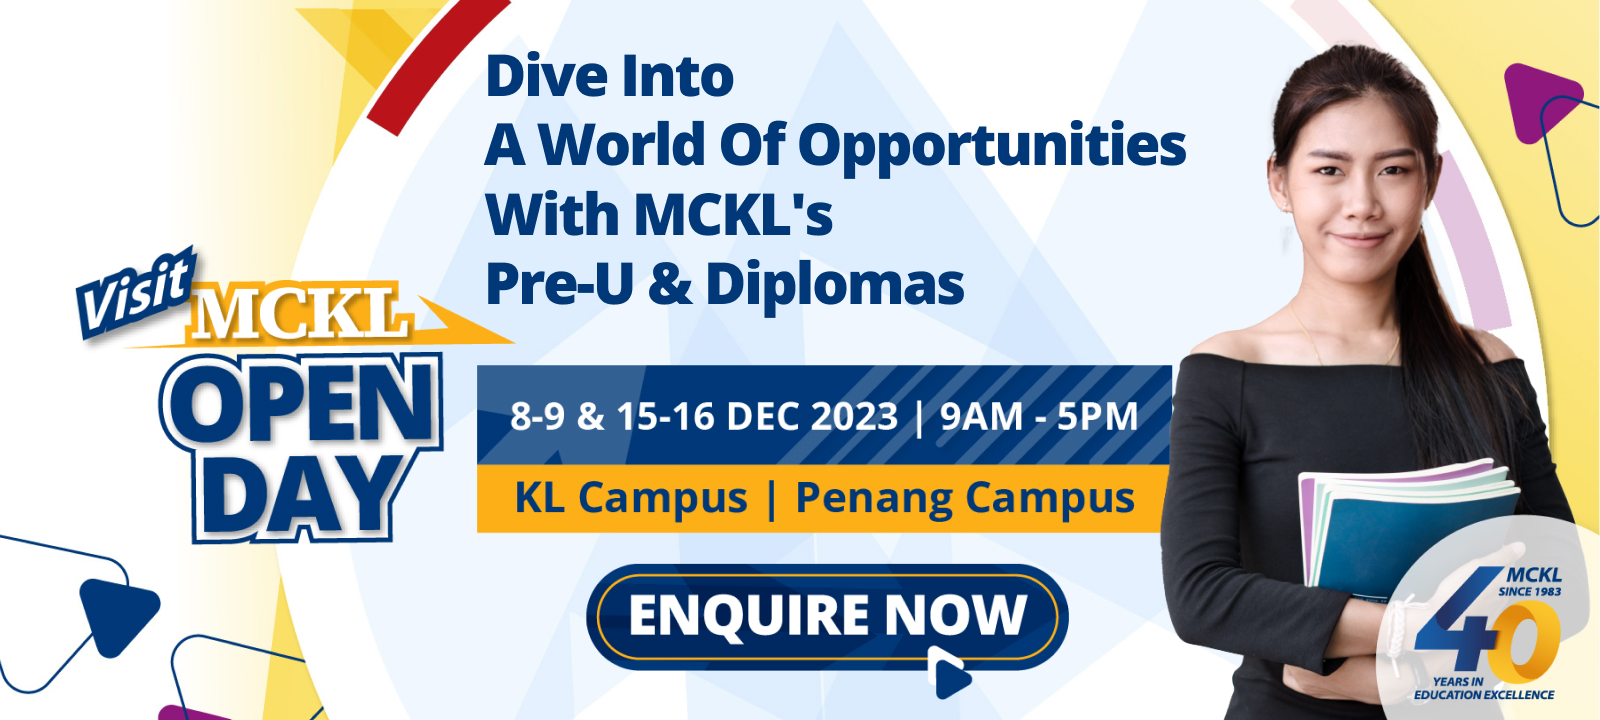 Dive Into
A World Of Opportunities
With MCKL's
Pre-U & Diplomas
Visit
MCKL
OPEN
DAY
8-9 & 15-16 DEC 2023 | 9AM - 5PM
KL Campus | Penang Campus
ENQUIRE NOW
MCKL
SINCE 1983
40
YEARS IN
EDUCATION EXCELLENCE